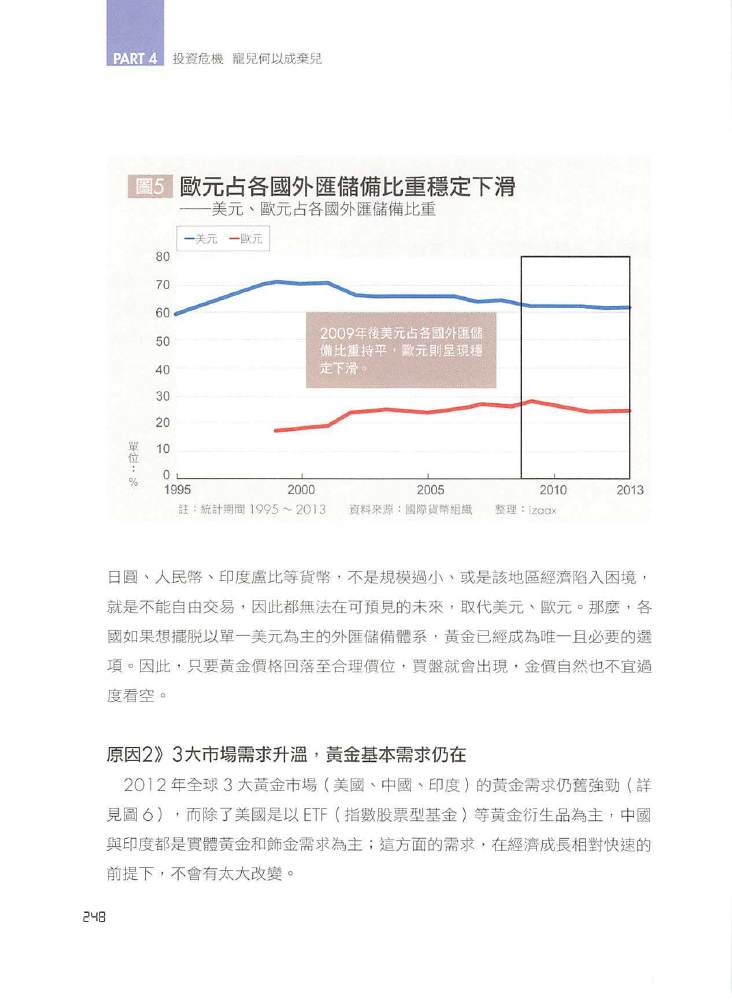 PART 4 投資危機 寵兒何以成棄兒
圖5 歐元占各國外匯儲備比重穩定下滑
——美元、歐元占各國外匯儲備比重
美元 歐元
80
70
60
50
40
30
20
10
0
單位：%
2009年後美元占各國外匯儲
備比重持平，歐元則呈現穩
定下滑。
1995 2000 2005 2010 2013
註：統計期間 1995～2013 資料來源：國際貨幣組織 整理：izaax
日圓、人民幣、印度盧比等貨幣，不是規模過小、或是該地區經濟陷入困境，
就是不能自由交易，因此都無法在可預見的未來，取代美元、歐元。那麼，各
國如果想擺脫以單一美元為主的外匯儲備體系，黃金已經成為唯一且必要的選
項。因此，只要黃金價格回落至合理價位，買盤就會出現，金價自然也不宜過
度看空。
原因2》3大市場需求升溫，黃金基本需求仍在
2012 年全球 3 大黃金市場（美國、中國、印度）的黃金需求仍舊強勁（詳
見圖 6），而除了美國是以 ETF（指數股票型基金）等黃金衍生品為主，中國
與印度都是實體黃金和飾金需求為主；這方面的需求，在經濟成長相對快速的
前提下，不會有太大改變。
248